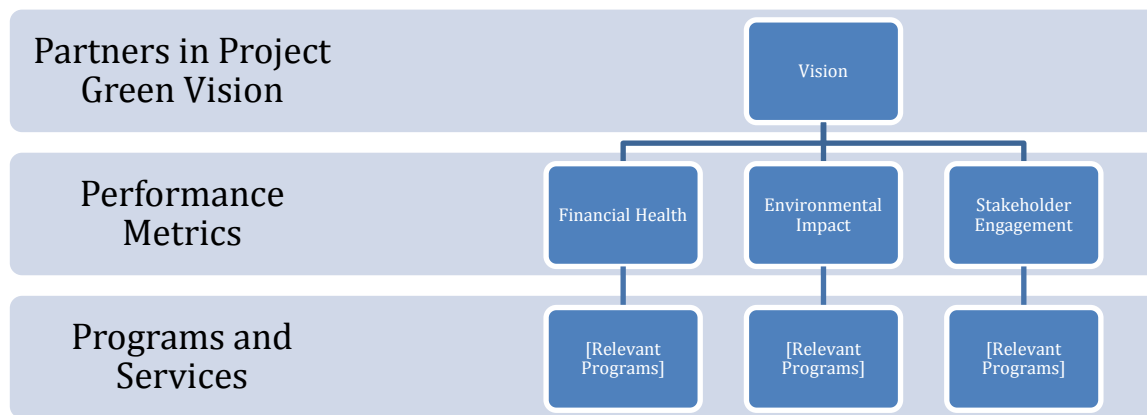 Partners in Project
Green Vision
Vision
Performance
Metrics
Financial Health
Environmental
Impact
Stakeholder
Engagement
Programs and
Services
[Relevant
Programs]
[Relevant
Programs]
[Relevant
Programs]